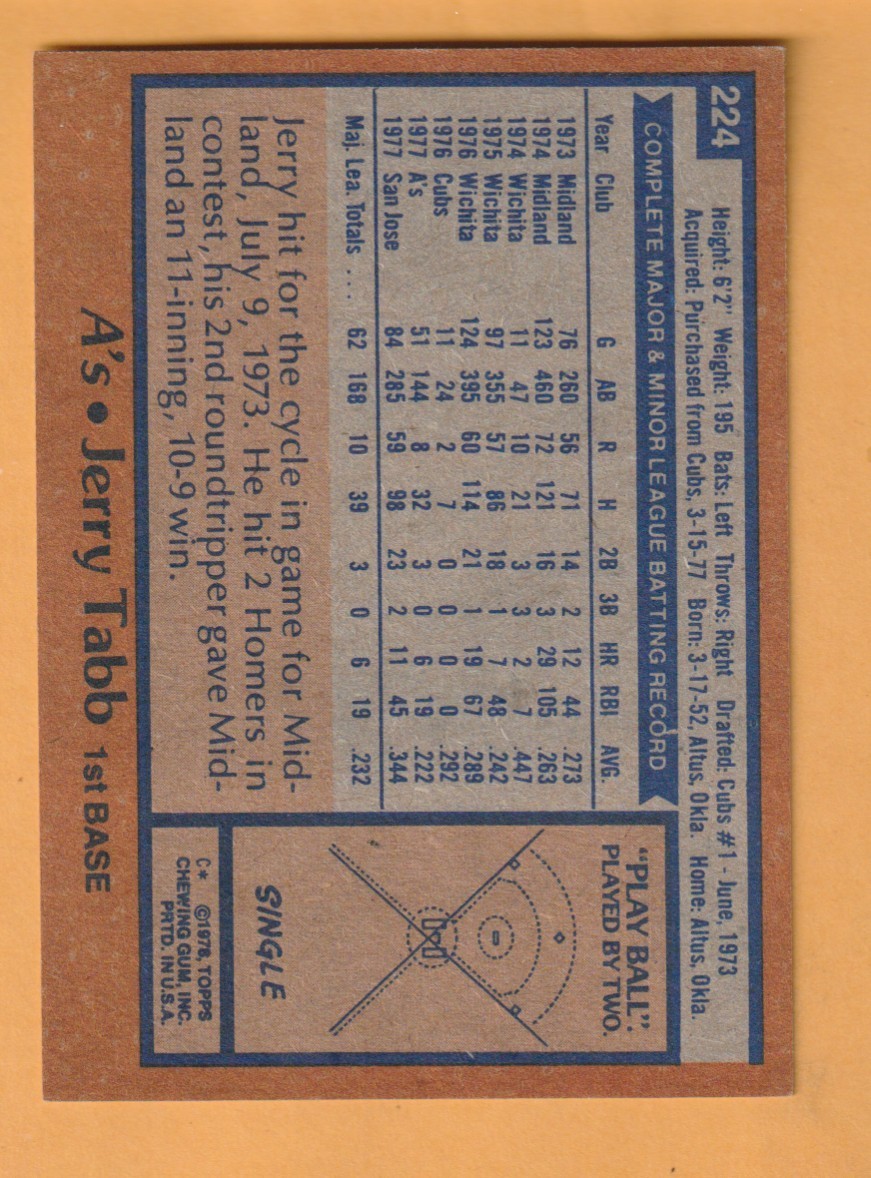 224
Height: 6'2" Weight: 195 Bats: Left Throws: Right Drafted: Cubs #1 - June, 1973
Acquired: Purchased from Cubs, 3-15-77 Born: 3-17-52, Altus, Okla. Home: Altus, Okla.
COMPLETE MAJOR & MINOR LEAGUE BATTING RECORD
Year Club G AB R H 2B 3B HR RBI AVG.
1973 Midland 76 260 56 71 14 2 12 44 .273
1974 Midland 123 460 72 121 16 3 29 105 .263
1974 Wichita 11 47 10 21 3 3 2 7 .447
1975 Wichita 97 355 57 86 18 1 7 48 .242
1976 Wichita 124 395 60 114 21 1 19 67 .289
1976 Cubs 11 24 2 7 0 0 0 0 .292
1977 A's 51 144 8 32 3 0 6 19 .222
1977 San Jose 84 285 59 98 23 2 11 45 .344
Maj. Lea. Totals ... 62 168 10 39 3 0 6 19 .232
Jerry hit for the cycle in game for Mid-
land, July 9, 1973. He hit 2 Homers in
contest, his 2nd roundtripper gave Mid-
land an 11-inning, 10-9 win.
"PLAY BALL":
PLAYED BY TWO.
SINGLE
C* ©1978, TOPPS
CHEWING GUM, INC.
PRTD. IN U.S.A.
A's • Jerry Tabb 1st BASE